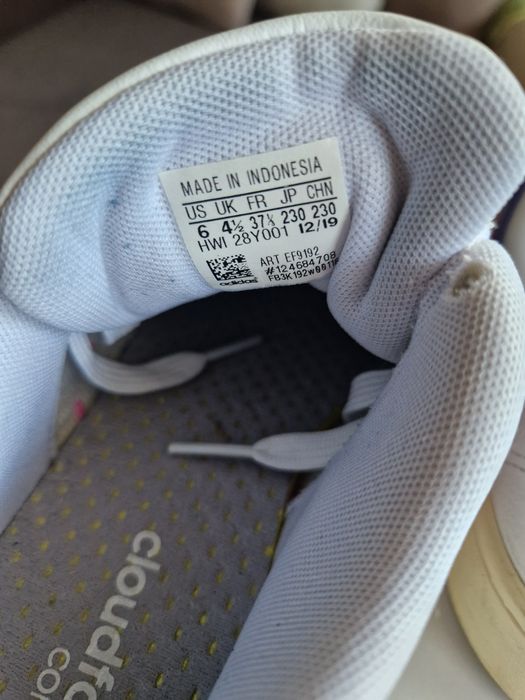 MADE IN INDONESIA
US UK FR JP CHN
6 4½ 37⅓ 230 230
HWI 28Y001 12/19
ART EF9192
#124684708
adidas
cloudfo
CO